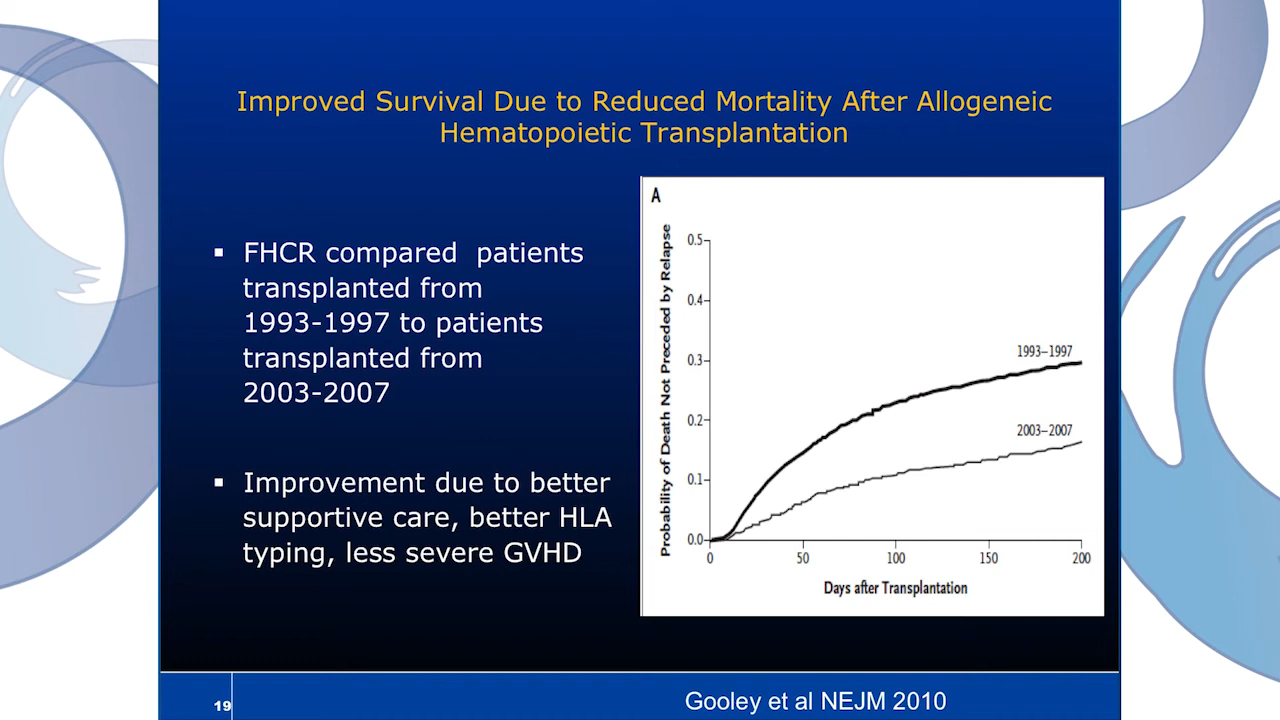 Improved Survival Due to Reduced Mortality After Allogeneic
Hematopoietic Transplantation
▪ FHCR compared patients
transplanted from
1993-1997 to patients
transplanted from
2003-2007
▪ Improvement due to better
supportive care, better HLA
typing, less severe GVHD
A
Probability of Death Not Preceded by Relapse
0.5
0.4
0.3
0.2
0.1
0.0
1993–1997
2003–2007
0 50 100 150 200
Days after Transplantation
19
Gooley et al NEJM 2010